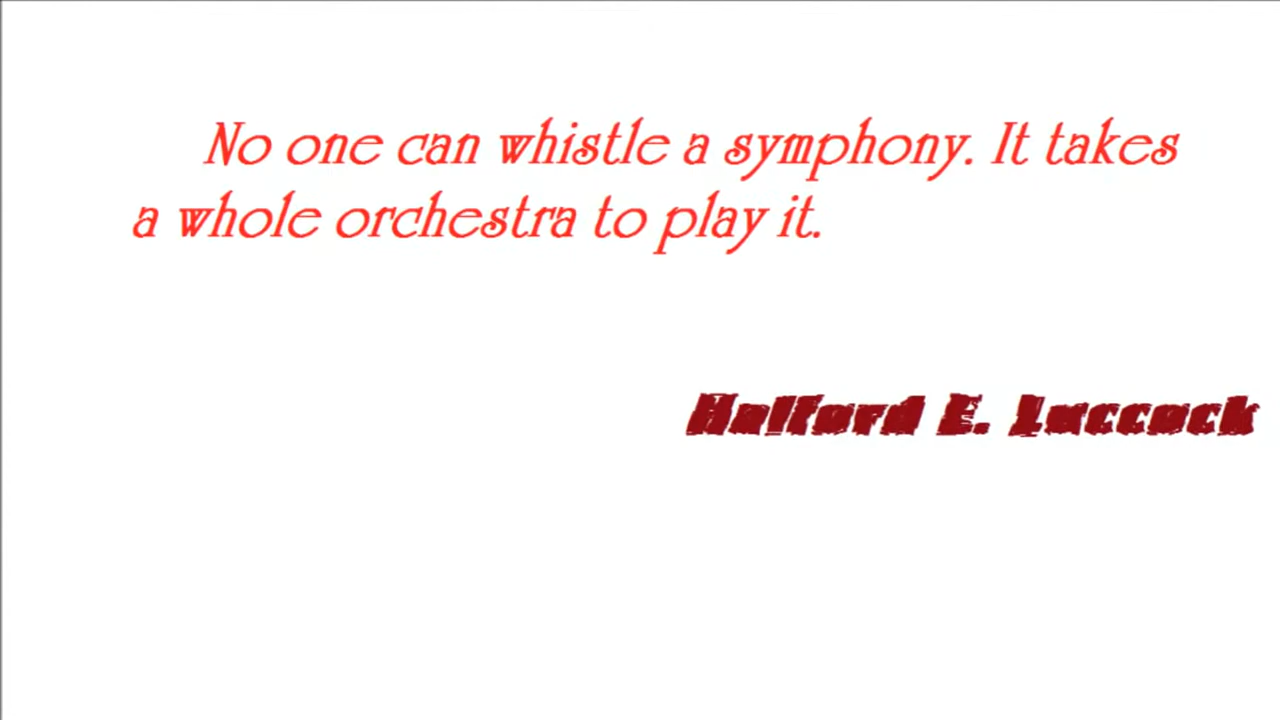 No one can whistle a symphony. It takes
a whole orchestra to play it.
Halford E. Luccock